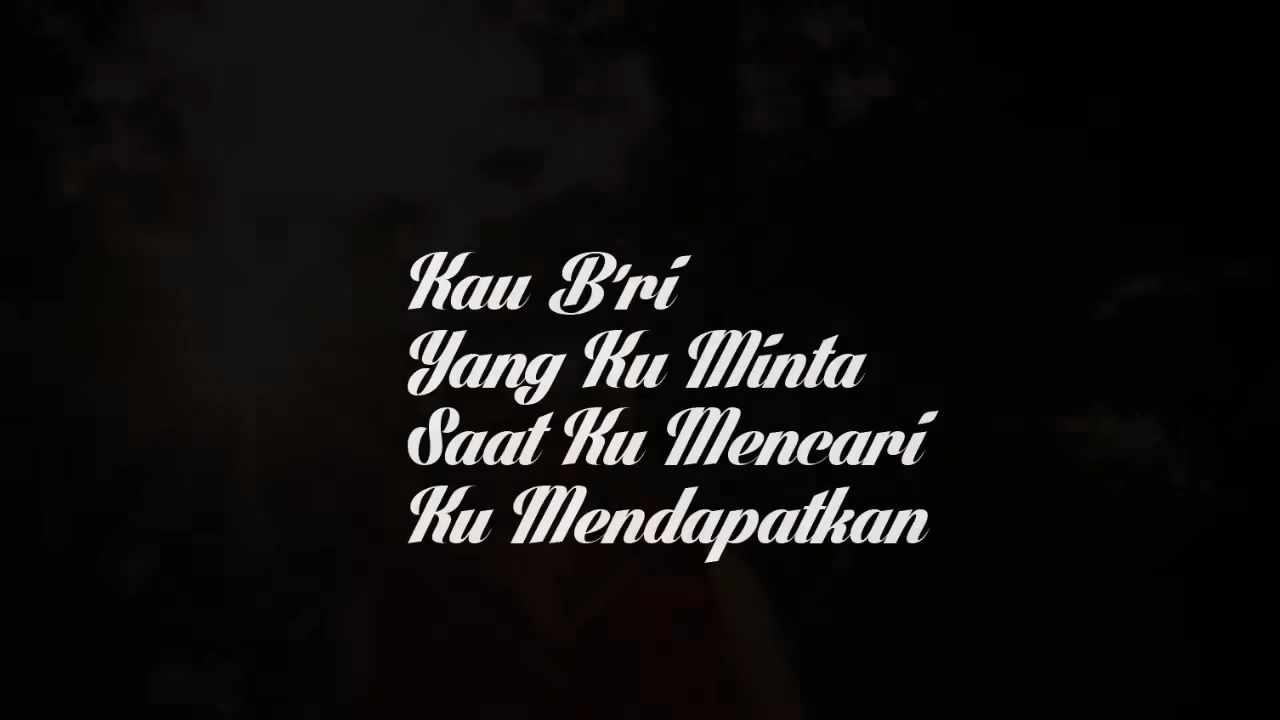 Kau B'ri
Yang Ku Minta
Saat Ku Mencari
Ku Mendapatkan